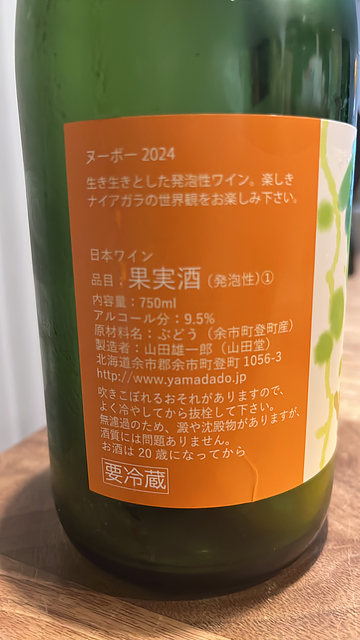 ヌーボー 2024
生き生きとした発泡性ワイン。楽しき
ナイアガラの世界観をお楽しみ下さい。
日本ワイン
品目：果実酒（発泡性）①
内容量：750ml
アルコール分：9.5%
原材料名：ぶどう（余市町登町産）
製造者：山田雄一郎（山田堂）
北海道余市郡余市町登町 1056-3
http://www.yamadado.jp
吹きこぼれるおそれがありますので、
よく冷やしてから抜栓して下さい。
無濾過のため、澱や沈殿物がありますが、
酒質には問題ありません。
お酒は 20 歳になってから
要冷蔵